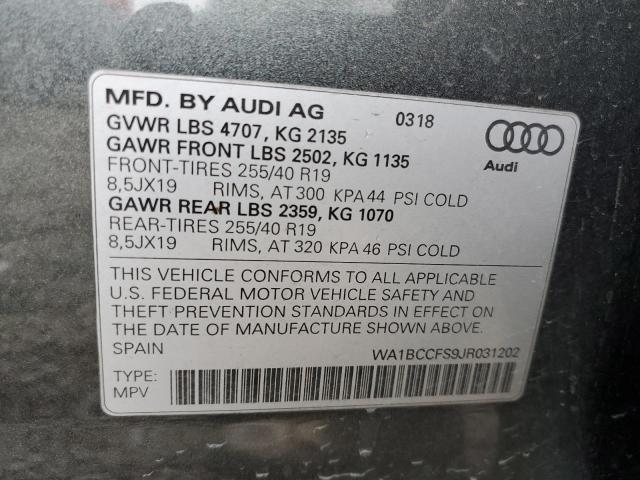 MFD. BY AUDI AG 0318
GVWR LBS 4707, KG 2135
GAWR FRONT LBS 2502, KG 1135
Audi
FRONT-TIRES 255/40 R19
8,5JX19 RIMS, AT 300 KPA 44 PSI COLD
GAWR REAR LBS 2359, KG 1070
REAR-TIRES 255/40 R19
8,5JX19 RIMS, AT 320 KPA 46 PSI COLD
THIS VEHICLE CONFORMS TO ALL APPLICABLE
U.S. FEDERAL MOTOR VEHICLE SAFETY AND
THEFT PREVENTION STANDARDS IN EFFECT ON
THE DATE OF MANUFACTURE SHOWN ABOVE.
SPAIN WA1BCCFS9JR031202
TYPE:
MPV